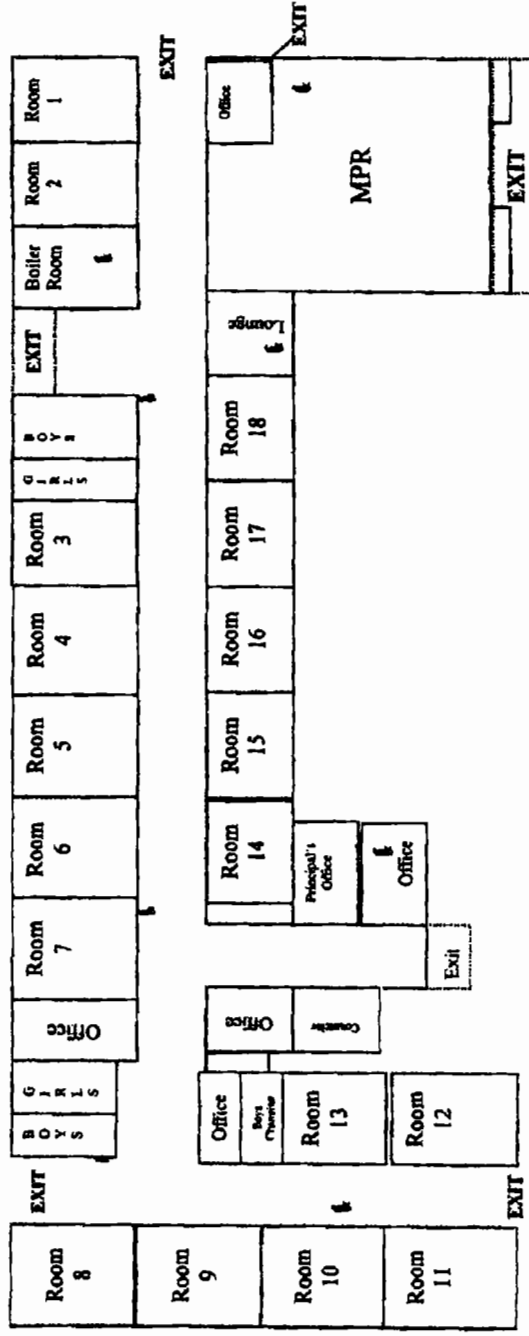 Room
8
EXIT
BOYS
GIRLS
Office
Room
7
Room
6
Room
5
Room
4
Room
3
GIRLS
BOYS
EXIT
Boiler
Room
Room
2
Room
1
EXIT
Room
9
Office
Boys
Office
Room
14
Room
15
Room
16
Room
17
Room
18
Lounge
Office
EXIT
Room
10
Room
13
Principal's
Office
MPR
Room
11
Room
12
Office
Exit
EXIT
EXIT